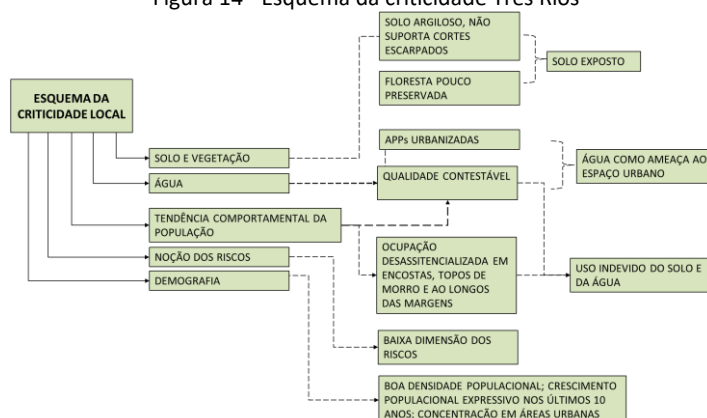 Figura 14 - Esquema da criticidade Três Rios
SOLO ARGILOSO, NÃO
SUPORTA CORTES
ESCARPADOS
SOLO EXPOSTO
FLORESTA POUCO
PRESERVADA
ESQUEMA DA
CRITICIDADE LOCAL
APPs URBANIZADAS
SOLO E VEGETAÇÃO
ÁGUA COMO AMEAÇA AO
ESPAÇO URBANO
ÁGUA
QUALIDADE CONTESTÁVEL
TENDÊNCIA COMPORTAMENTAL DA
POPULAÇÃO
NOÇÃO DOS RISCOS
OCUPAÇÃO
DESASSITENCIALIZADA EM
ENCOSTAS, TOPOS DE
MORRO E AO LONGOS
DAS MARGENS
USO INDEVIDO DO SOLO E
DA ÁGUA
DEMOGRAFIA
BAIXA DIMENSÃO DOS
RISCOS
BOA DENSIDADE POPULACIONAL; CRESCIMENTO
POPULACIONAL EXPRESSIVO NOS ÚLTIMOS 10
ANOS; CONCENTRAÇÃO EM ÁREAS URBANAS